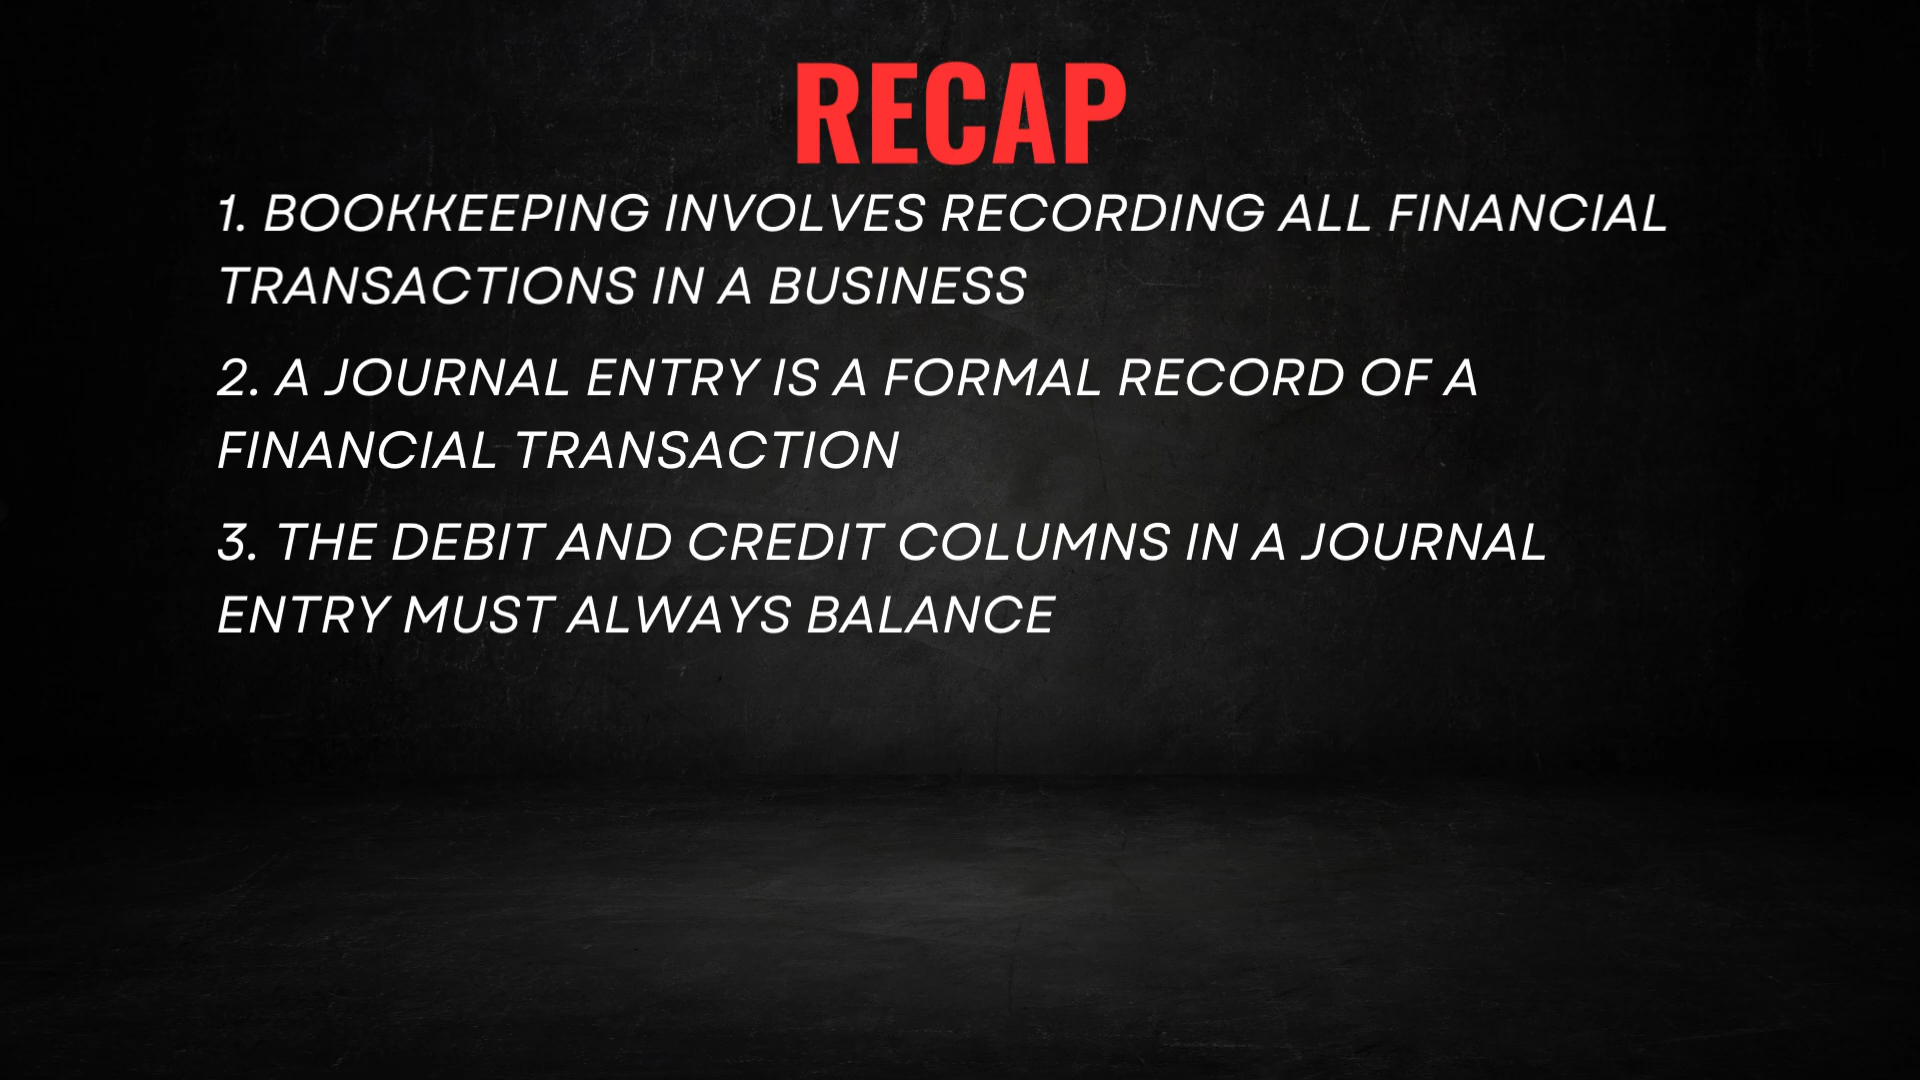 RECAP
1. BOOKKEEPING INVOLVES RECORDING ALL FINANCIAL
TRANSACTIONS IN A BUSINESS
2. A JOURNAL ENTRY IS A FORMAL RECORD OF A
FINANCIAL TRANSACTION
3. THE DEBIT AND CREDIT COLUMNS IN A JOURNAL
ENTRY MUST ALWAYS BALANCE